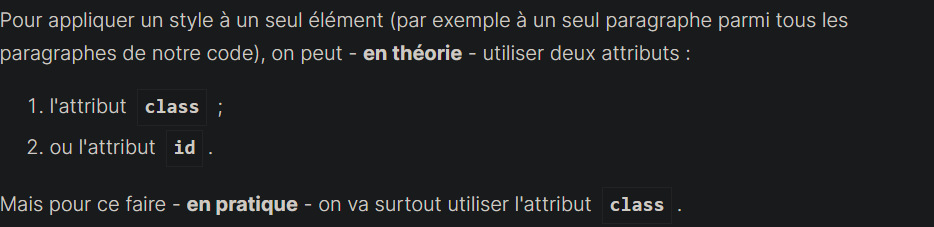 Pour appliquer un style à un seul élément (par exemple à un seul paragraphe parmi tous les
paragraphes de notre code), on peut - en théorie - utiliser deux attributs :
1. l'attribut class ;
2. ou l'attribut id .
Mais pour ce faire - en pratique - on va surtout utiliser l'attribut class .